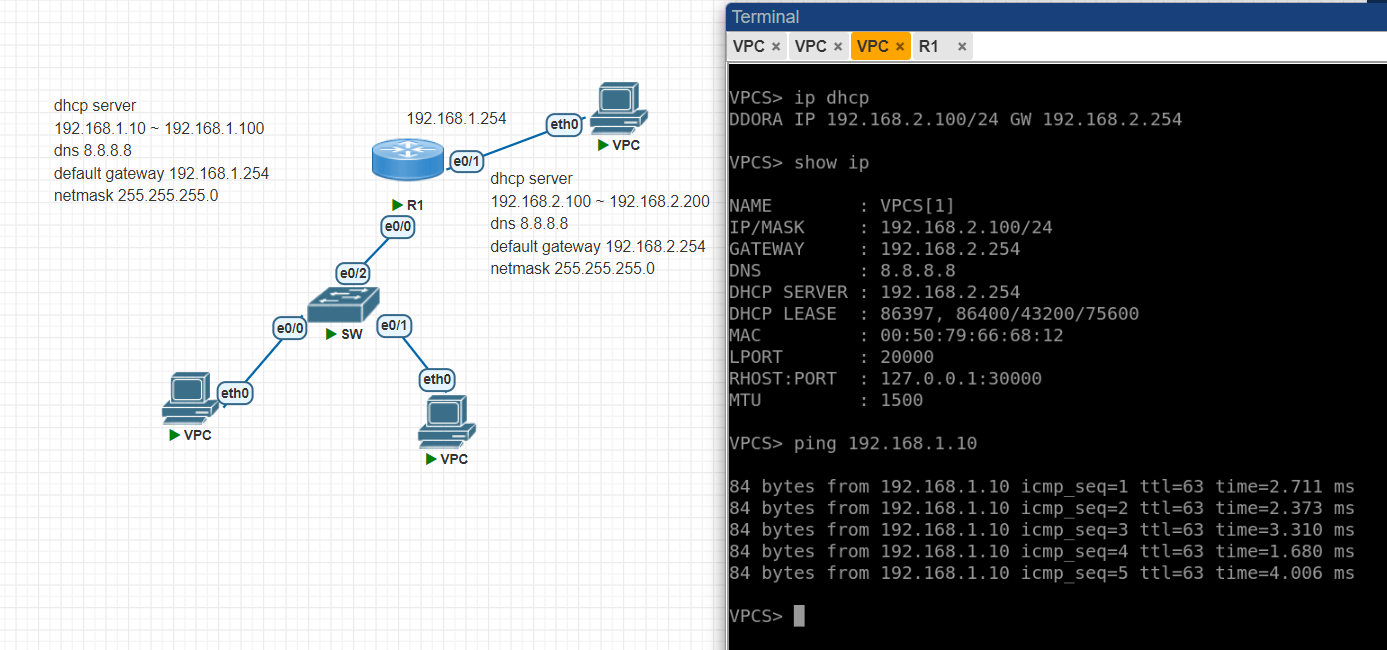 dhcp server
192.168.1.10 ~ 192.168.1.100
dns 8.8.8.8
default gateway 192.168.1.254
netmask 255.255.255.0
192.168.1.254
eth0
VPC
e0/1
R1
e0/0
dhcp server
192.168.2.100 ~ 192.168.2.200
dns 8.8.8.8
default gateway 192.168.2.254
netmask 255.255.255.0
e0/2
e0/0
SW
e0/1
eth0
VPC
eth0
VPC
Terminal
VPC × VPC × VPC × R1 ×
VPCS> ip dhcp
DDORA IP 192.168.2.100/24 GW 192.168.2.254
VPCS> show ip
NAME : VPCS[1]
IP/MASK : 192.168.2.100/24
GATEWAY : 192.168.2.254
DNS : 8.8.8.8
DHCP SERVER : 192.168.2.254
DHCP LEASE : 86397, 86400/43200/75600
MAC : 00:50:79:66:68:12
LPORT : 20000
RHOST:PORT : 127.0.0.1:30000
MTU : 1500
VPCS> ping 192.168.1.10
84 bytes from 192.168.1.10 icmp_seq=1 ttl=63 time=2.711 ms
84 bytes from 192.168.1.10 icmp_seq=2 ttl=63 time=2.373 ms
84 bytes from 192.168.1.10 icmp_seq=3 ttl=63 time=3.310 ms
84 bytes from 192.168.1.10 icmp_seq=4 ttl=63 time=1.680 ms
84 bytes from 192.168.1.10 icmp_seq=5 ttl=63 time=4.006 ms
VPCS>